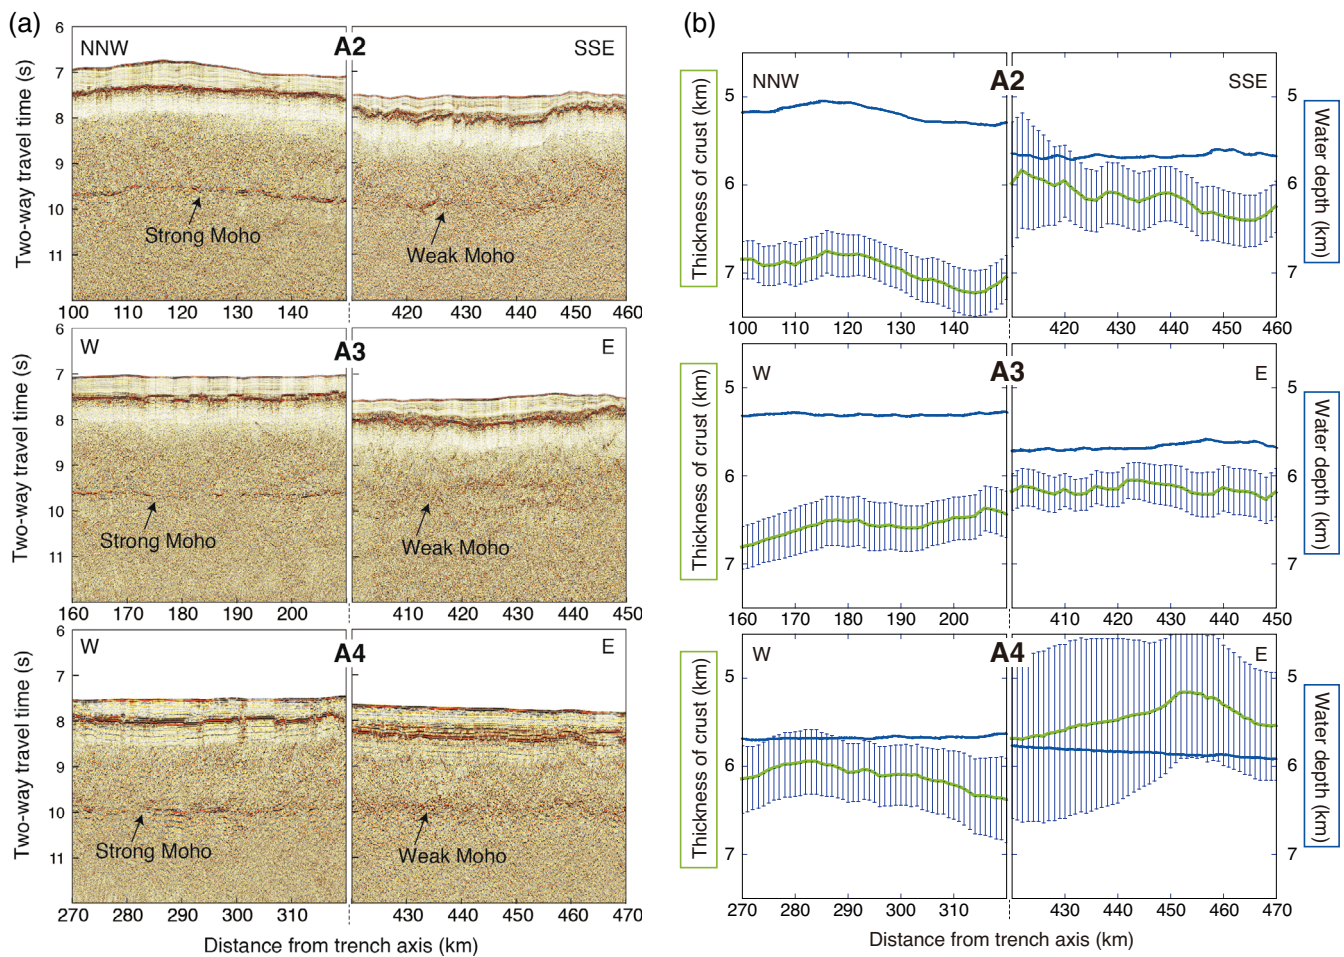 (a)
6
7
8
9
10
11
Two-way travel time (s)
NNW
A2
SSE
Strong Moho
Weak Moho
100 110 120 130 140 420 430 440 450 460
6
7
8
9
10
11
Two-way travel time (s)
W
A3
E
Strong Moho
Weak Moho
160 170 180 190 200 410 420 430 440 450
6
7
8
9
10
11
Two-way travel time (s)
W
A4
E
Strong Moho
Weak Moho
270 280 290 300 310 430 440 450 460 470
Distance from trench axis (km)
(b)
Thickness of crust (km)
5
6
7
NNW
A2
SSE
5
6
7
Water depth (km)
100 110 120 130 140 420 430 440 450 460
Thickness of crust (km)
5
6
7
W
A3
E
5
6
7
Water depth (km)
160 170 180 190 200 410 420 430 440 450
Thickness of crust (km)
5
6
7
W
A4
E
5
6
7
Water depth (km)
270 280 290 300 310 430 440 450 460 470
Distance from trench axis (km)